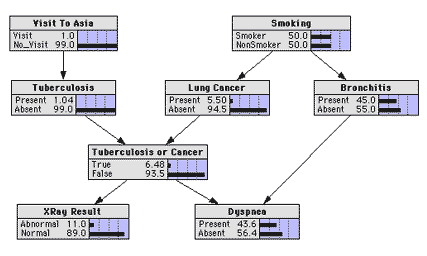 Visit To Asia
Visit 1.0
No_Visit 99.0
Smoking
Smoker 50.0
NonSmoker 50.0
Tuberculosis
Present 1.04
Absent 99.0
Lung Cancer
Present 5.50
Absent 94.5
Bronchitis
Present 45.0
Absent 55.0
Tuberculosis or Cancer
True 6.48
False 93.5
XRay Result
Abnormal 11.0
Normal 89.0
Dyspnea
Present 43.6
Absent 56.4